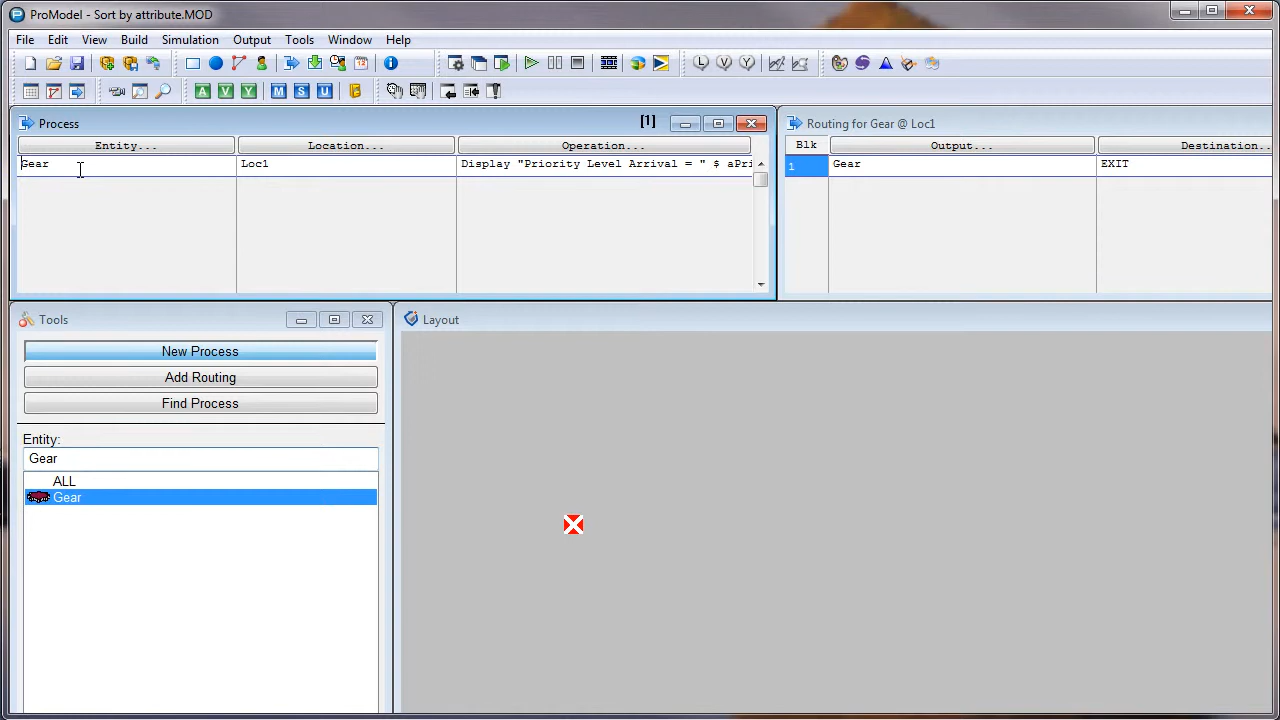 ProModel - Sort by attribute.MOD
File Edit View Build Simulation Output Tools Window Help
Process [1]
Entity... Location... Operation...
Gear Loc1 Display "Priority Level Arrival = " $ aPri
Routing for Gear @ Loc1
Blk Output... Destination..
1 Gear EXIT
Tools
New Process
Add Routing
Find Process
Entity:
Gear
ALL
Gear
Layout